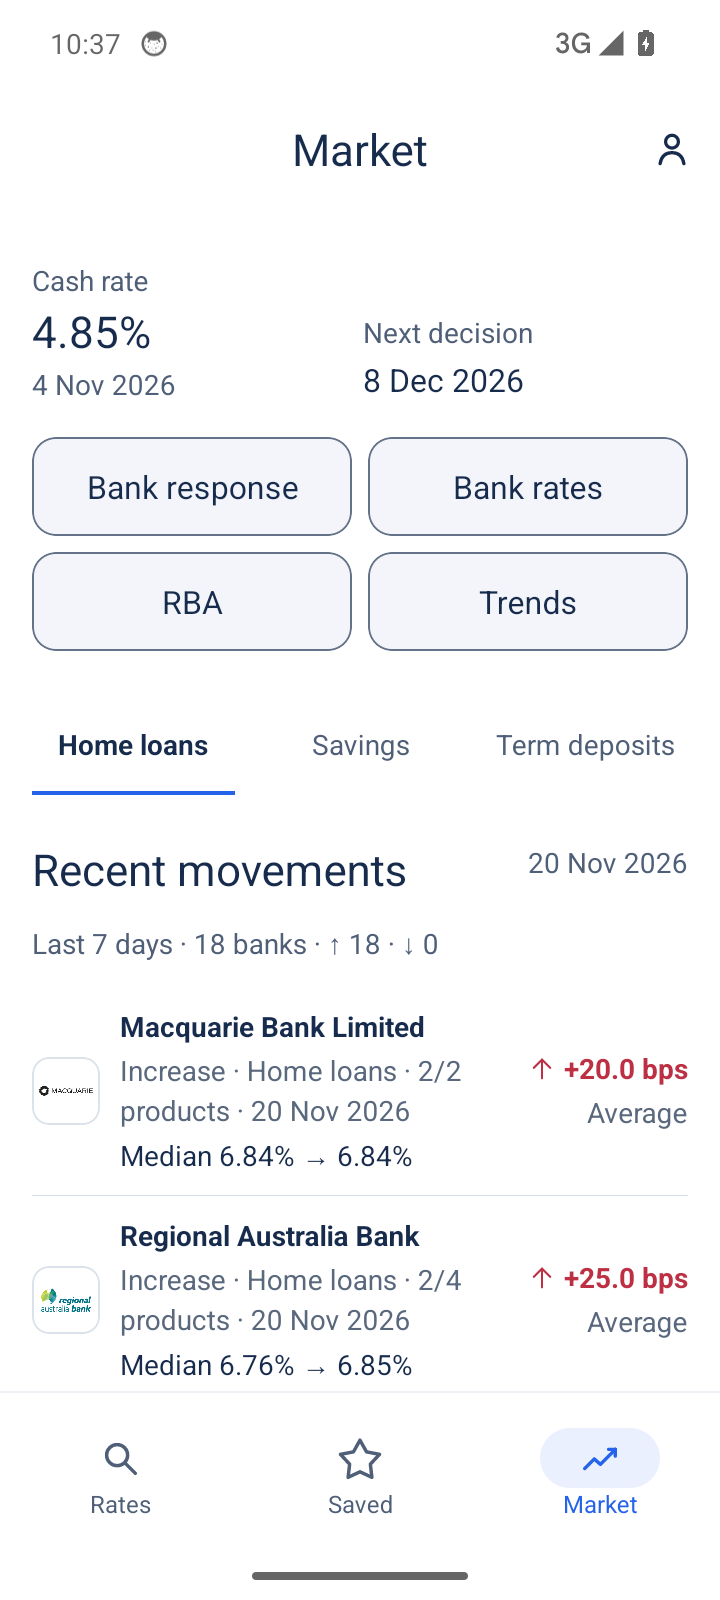 10:37
3G
Market
Cash rate
4.85%
4 Nov 2026
Next decision
8 Dec 2026
Bank response
Bank rates
RBA
Trends
Home loans
Savings
Term deposits
Recent movements
20 Nov 2026
Last 7 days · 18 banks · ↑ 18 · ↓ 0
Macquarie Bank Limited
MACQUARIE
Increase · Home loans · 2/2
products · 20 Nov 2026
Median 6.84% → 6.84%
↑ +20.0 bps
Average
Regional Australia Bank
regional
australia bank
Increase · Home loans · 2/4
products · 20 Nov 2026
Median 6.76% → 6.85%
↑ +25.0 bps
Average
Rates
Saved
Market